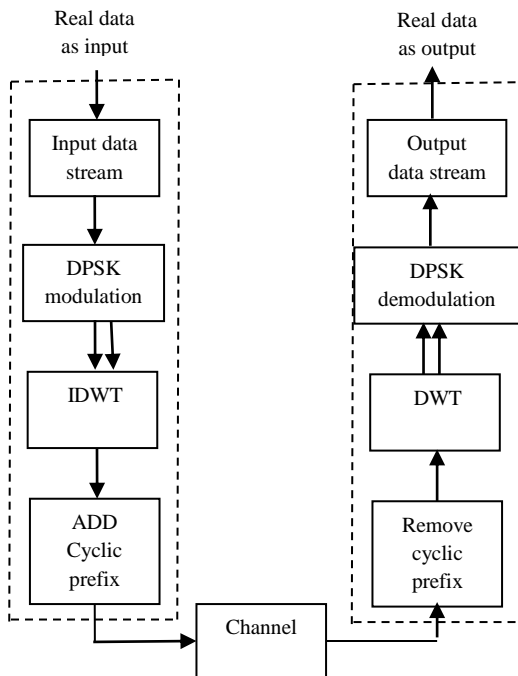 Real data
as input
Input data
stream
DPSK
modulation
IDWT
ADD
Cyclic
prefix
Channel
Real data
as output
Output
data stream
DPSK
demodulation
DWT
Remove
cyclic
prefix